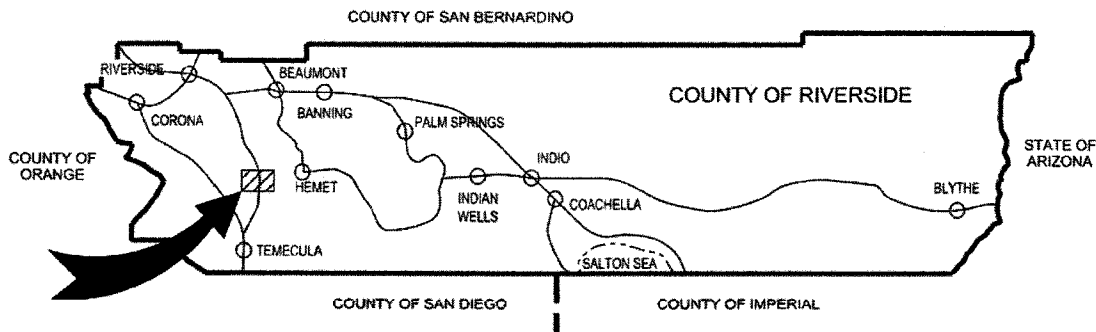 COUNTY OF SAN BERNARDINO
RIVERSIDE
BEAUMONT
BANNING
COUNTY OF RIVERSIDE
CORONA
PALM SPRINGS
COUNTY OF
ORANGE
STATE OF
ARIZONA
HEMET
INDIAN
WELLS
INDIO
COACHELLA
BLYTHE
TEMECULA
SALTON SEA
COUNTY OF SAN DIEGO
COUNTY OF IMPERIAL